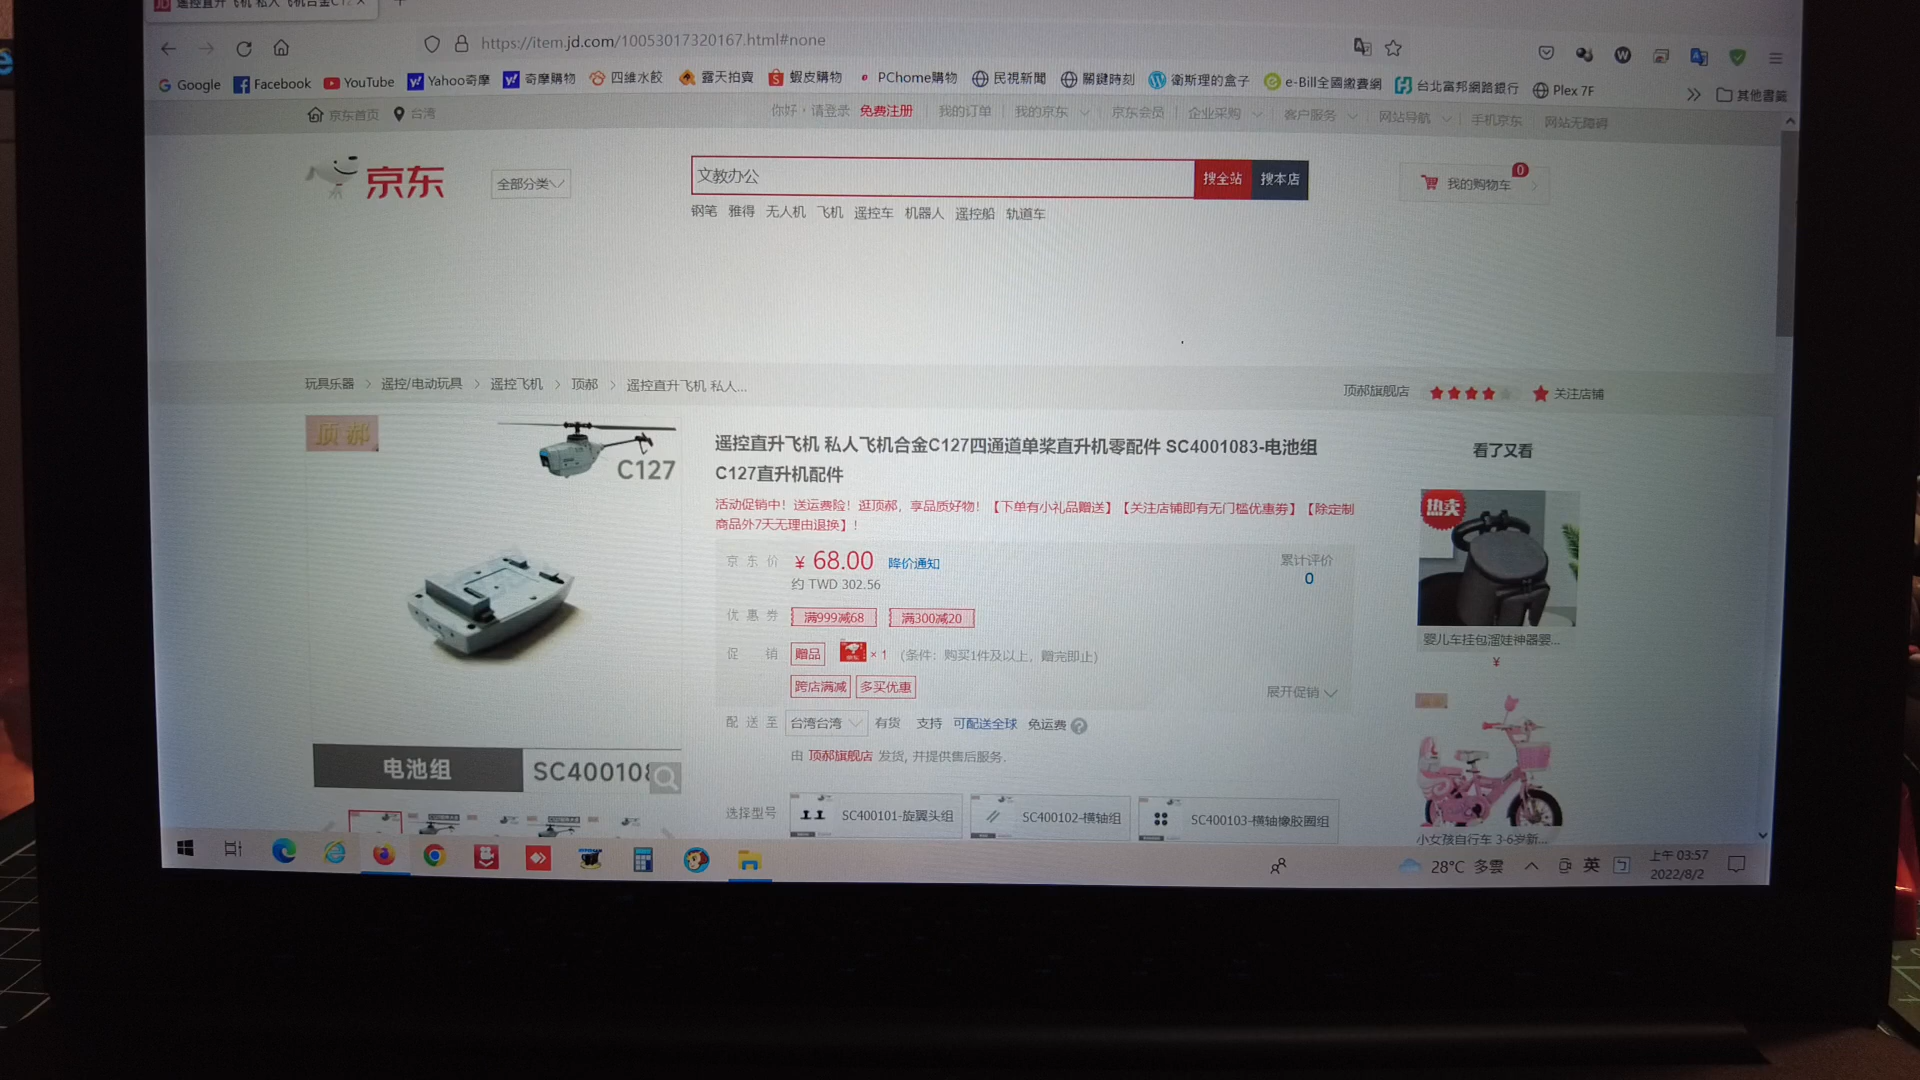 遥控直升飞机 私人飞机合金C12
https://item.jd.com/10053017320167.html#none
Google Facebook YouTube Yahoo奇摩 奇摩購物 四維水餃 露天拍賣 蝦皮購物 PChome購物 民視新聞 關鍵時刻 衛斯理的盒子 e-Bill全國繳費網 台北富邦網路銀行 Plex 7F 其他書籤
京东首页 台湾 你好，请登录 免费注册 我的订单 我的京东 京东会员 企业采购 客户服务 网站导航 手机京东 网站无障碍
京东 全部分类 文教办公 搜全站 搜本店 我的购物车 0
钢笔 雅得 无人机 飞机 遥控车 机器人 遥控船 轨道车
玩具乐器 > 遥控/电动玩具 > 遥控飞机 > 顶郝 > 遥控直升飞机 私人... 顶郝旗舰店 关注店铺
顶郝
C127
电池组 SC400108
遥控直升飞机 私人飞机合金C127四通道单桨直升机零配件 SC4001083-电池组
C127直升机配件
活动促销中！送运费险！逛顶郝，享品质好物！【下单有小礼品赠送】【关注店铺即有无门槛优惠券】【除定制
商品外7天无理由退换】！
京东价 ¥ 68.00 降价通知 累计评价
约 TWD 302.56 0
优惠券 满999减68 满300减20
促销 赠品 × 1 (条件：购买1件及以上，赠完即止)
跨店满减 多买优惠 展开促销
配送至 台湾台湾 有货 支持 可配送全球 免运费
由 顶郝旗舰店 发货, 并提供售后服务.
选择型号 SC400101-旋翼头组 SC400102-横轴组 SC400103-横轴橡胶圈组
看了又看
热卖
婴儿车挂包溜娃神器婴...
¥
小女孩自行车 3-6岁新...
28°C 多雲 英 上午 03:57
2022/8/2